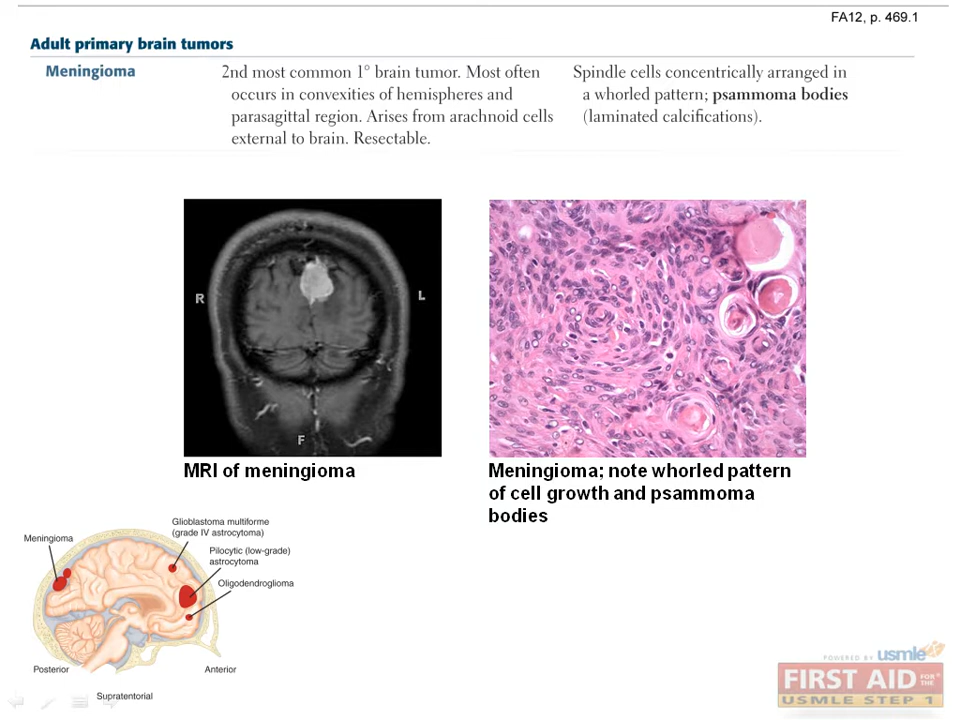 FA12, p. 469.1
Adult primary brain tumors
Meningioma
2nd most common 1° brain tumor. Most often
occurs in convexities of hemispheres and
parasagittal region. Arises from arachnoid cells
external to brain. Resectable.
Spindle cells concentrically arranged in
a whorled pattern; psammoma bodies
(laminated calcifications).
R
L
F
MRI of meningioma
Meningioma; note whorled pattern
of cell growth and psammoma
bodies
Glioblastoma multiforme
(grade IV astrocytoma)
Meningioma
Pilocytic (low-grade)
astrocytoma
Oligodendroglioma
Posterior
Anterior
Supratentorial
POWERED BY usmle
FIRST AID FOR THE
USMLE STEP 1